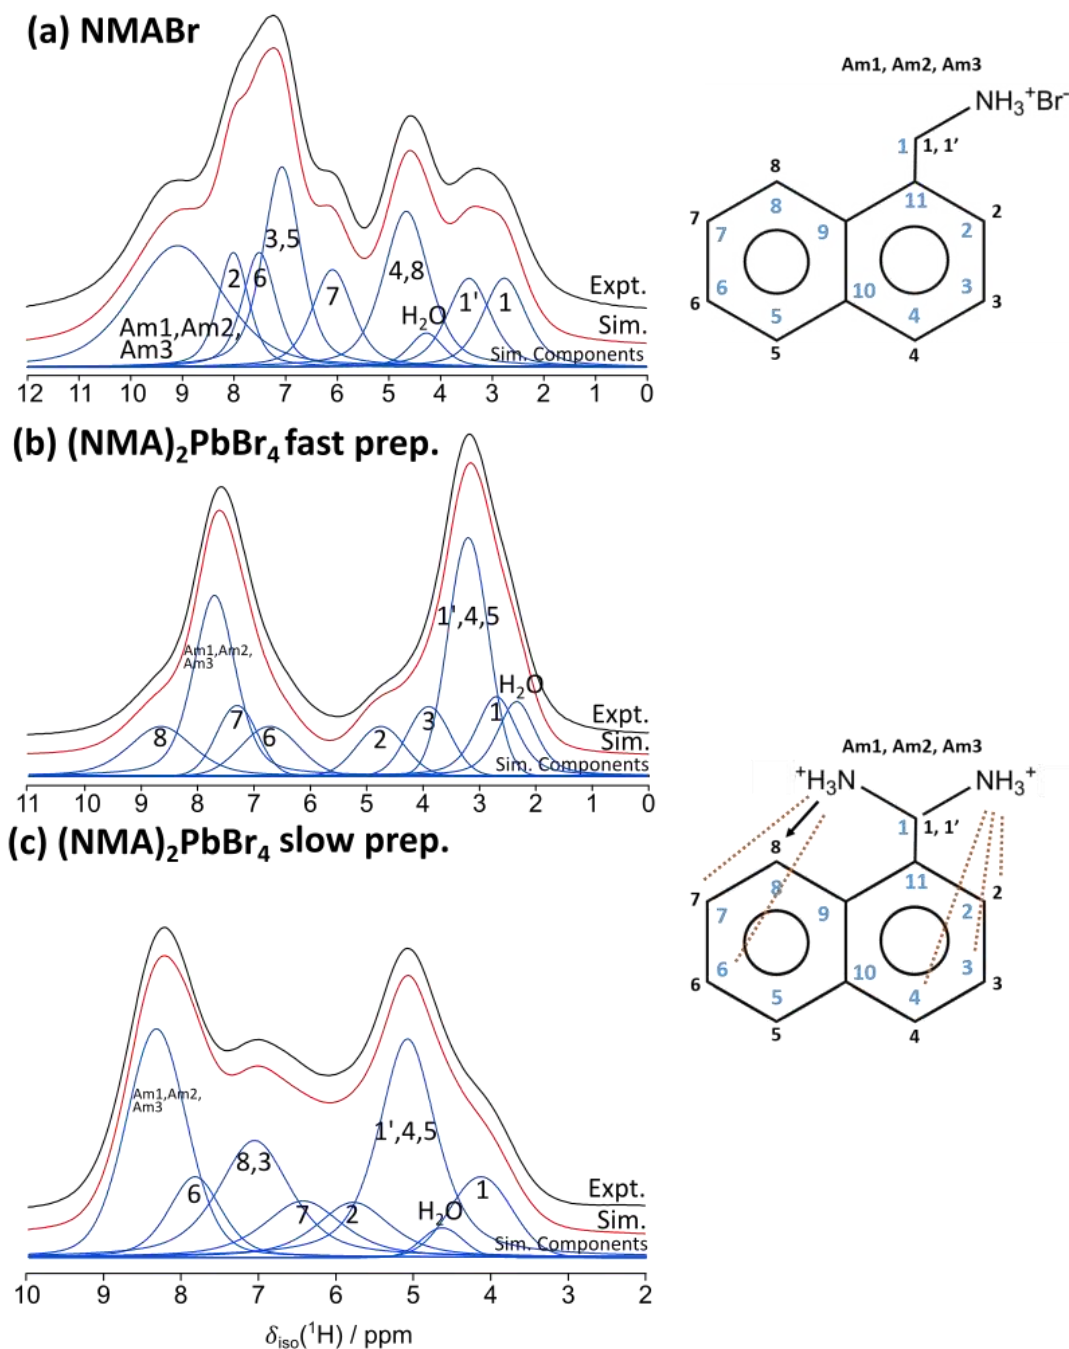 (a) NMABr
Am1, Am2, Am3
NH₃⁺Br⁻
1
1, 1'
8
8
11
2
7
7
9
2
6
6
10
3
3
5
4
5
4
3,5
2
6
7
4,8
H₂O
1'
1
Am1,Am2,
Am3
Expt.
Sim.
Sim. Components
12 11 10 9 8 7 6 5 4 3 2 1 0
(b) (NMA)₂PbBr₄ fast prep.
Am1,Am2,
Am3
8
7
6
2
3
1',4,5
1
H₂O
Expt.
Sim.
Sim. Components
11 10 9 8 7 6 5 4 3 2 1 0
Am1, Am2, Am3
⁺H₃N
NH₃⁺
1
1, 1'
8
8
11
2
7
7
9
2
6
6
10
3
3
5
4
5
4
(c) (NMA)₂PbBr₄ slow prep.
Am1,Am2,
Am3
6
8,3
7
2
1',4,5
H₂O
1
Expt.
Sim.
Sim. Components
10 9 8 7 6 5 4 3 2
δiso(¹H) / ppm